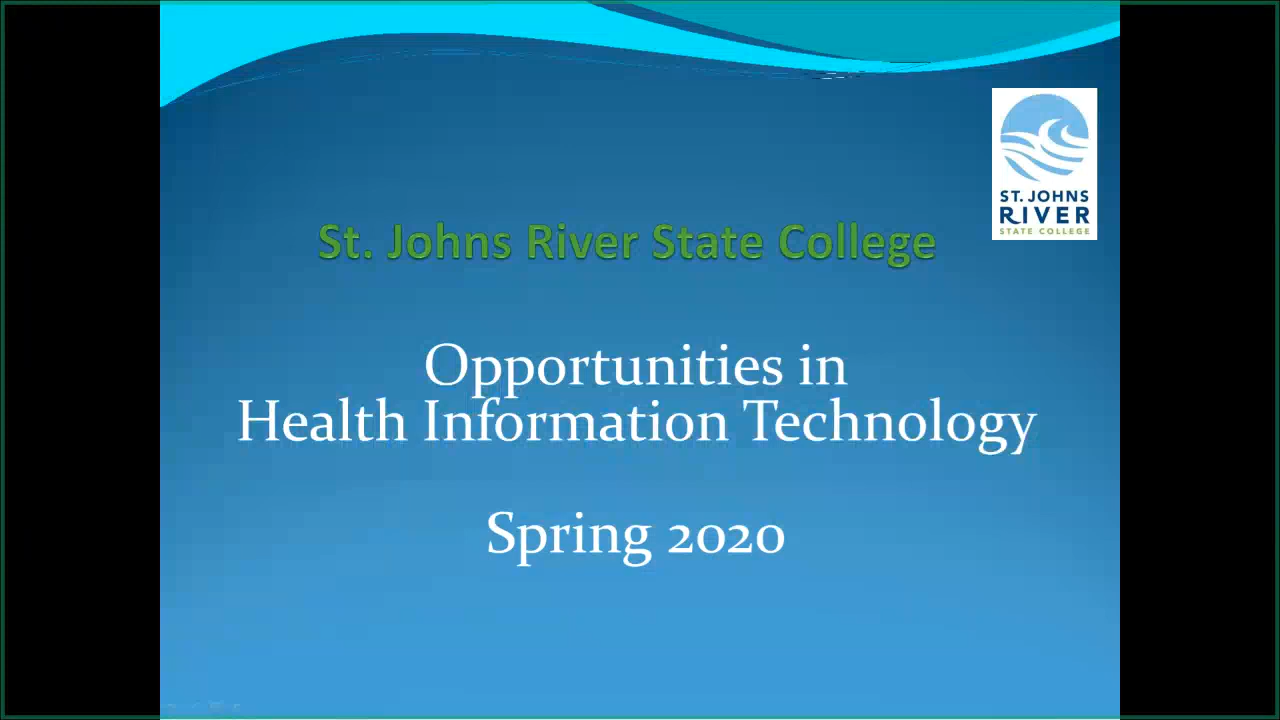 ST. JOHNS
RIVER
STATE COLLEGE
St. Johns River State College
Opportunities in
Health Information Technology
Spring 2020